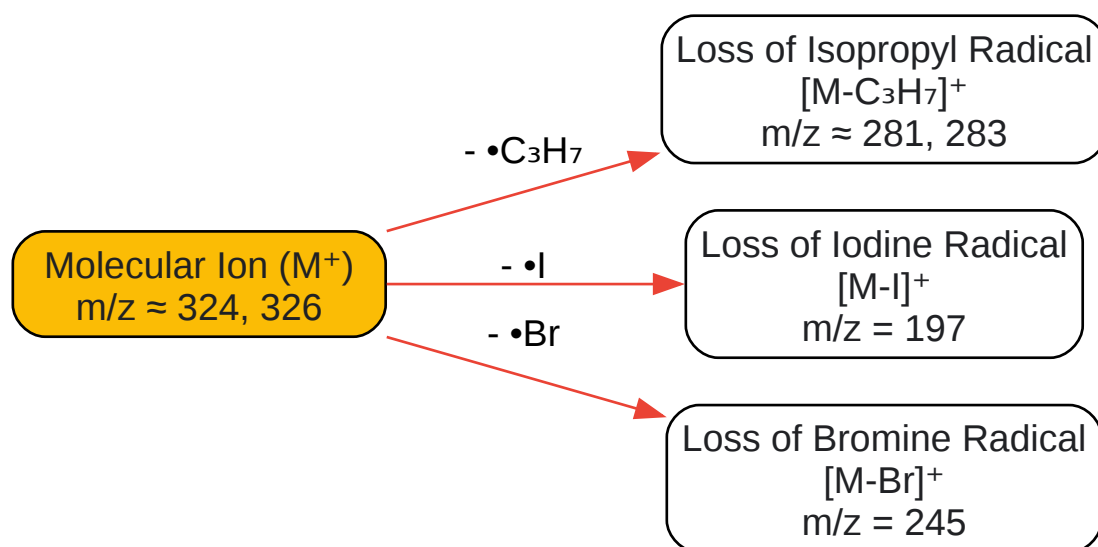 Loss of Isopropyl Radical
[M-C₃H₇]⁺
m/z ≈ 281, 283
- •C₃H₇
Molecular Ion (M⁺)
m/z ≈ 324, 326
- •I
Loss of Iodine Radical
[M-I]⁺
m/z = 197
- •Br
Loss of Bromine Radical
[M-Br]⁺
m/z = 245